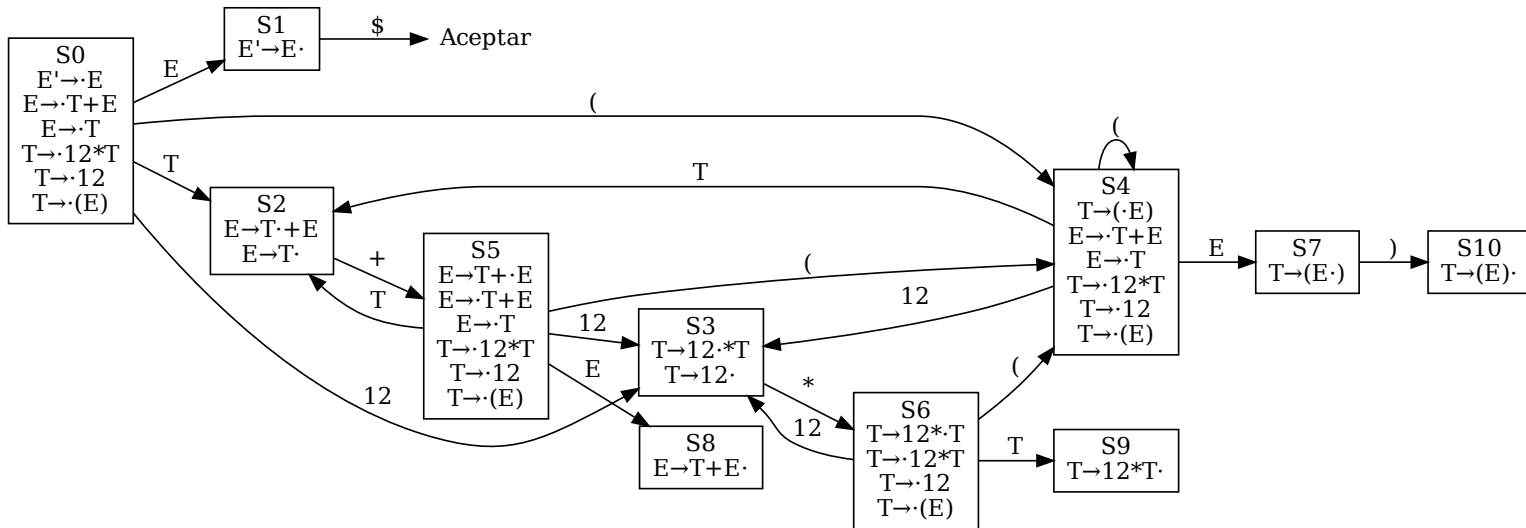 S0
E'→·E
E→·T+E
E→·T
T→·12*T
T→·12
T→·(E)
E
S1
E'→E·
$
Aceptar
(
T
S2
E→T·+E
E→T·
T
+
T
S5
E→T+·E
E→·T+E
E→·T
T→·12*T
T→·12
T→·(E)
12
(
12
E
S3
T→12·*T
T→12·
12
*
12
S8
E→T+E·
S6
T→12*·T
T→·12*T
T→·12
T→·(E)
(
T
S9
T→12*T·
(
S4
T→(·E)
E→·T+E
E→·T
T→·12*T
T→·12
T→·(E)
E
S7
T→(E·)
)
S10
T→(E)·